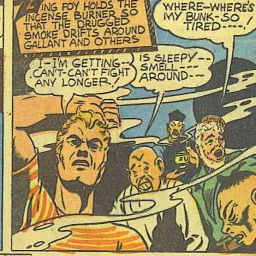 ING FOY HOLDS THE
INCENSE BURNER SO
THAT THE DRUGGED
SMOKE DRIFTS AROUND
GALLANT AND OTHERS
I-I'M GETTING--
CAN'T-CAN'T FIGHT
ANY LONGER.
IS SLEEPY--
SMELL---
AROUND---
WHERE-WHERE'S
MY BUNK-SO
TIRED----!